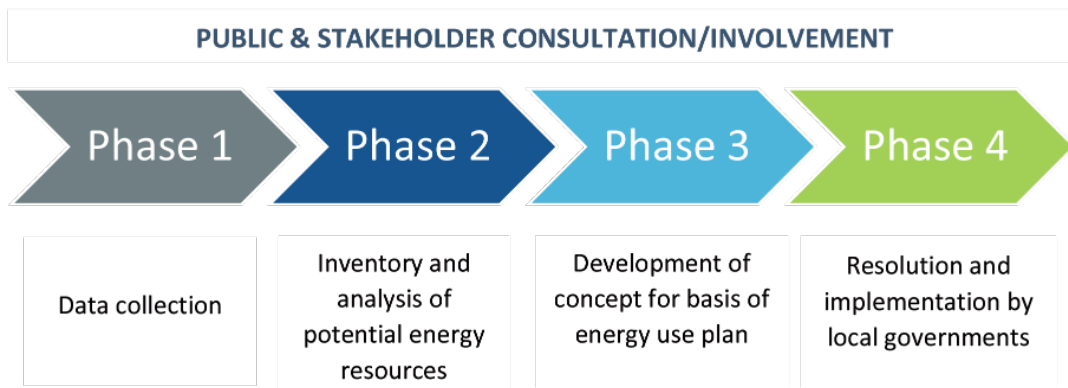 PUBLIC & STAKEHOLDER CONSULTATION/INVOLVEMENT
Phase 1
Phase 2
Phase 3
Phase 4
Data collection
Inventory and
analysis of
potential energy
resources
Development of
concept for basis of
energy use plan
Resolution and
implementation by
local governments